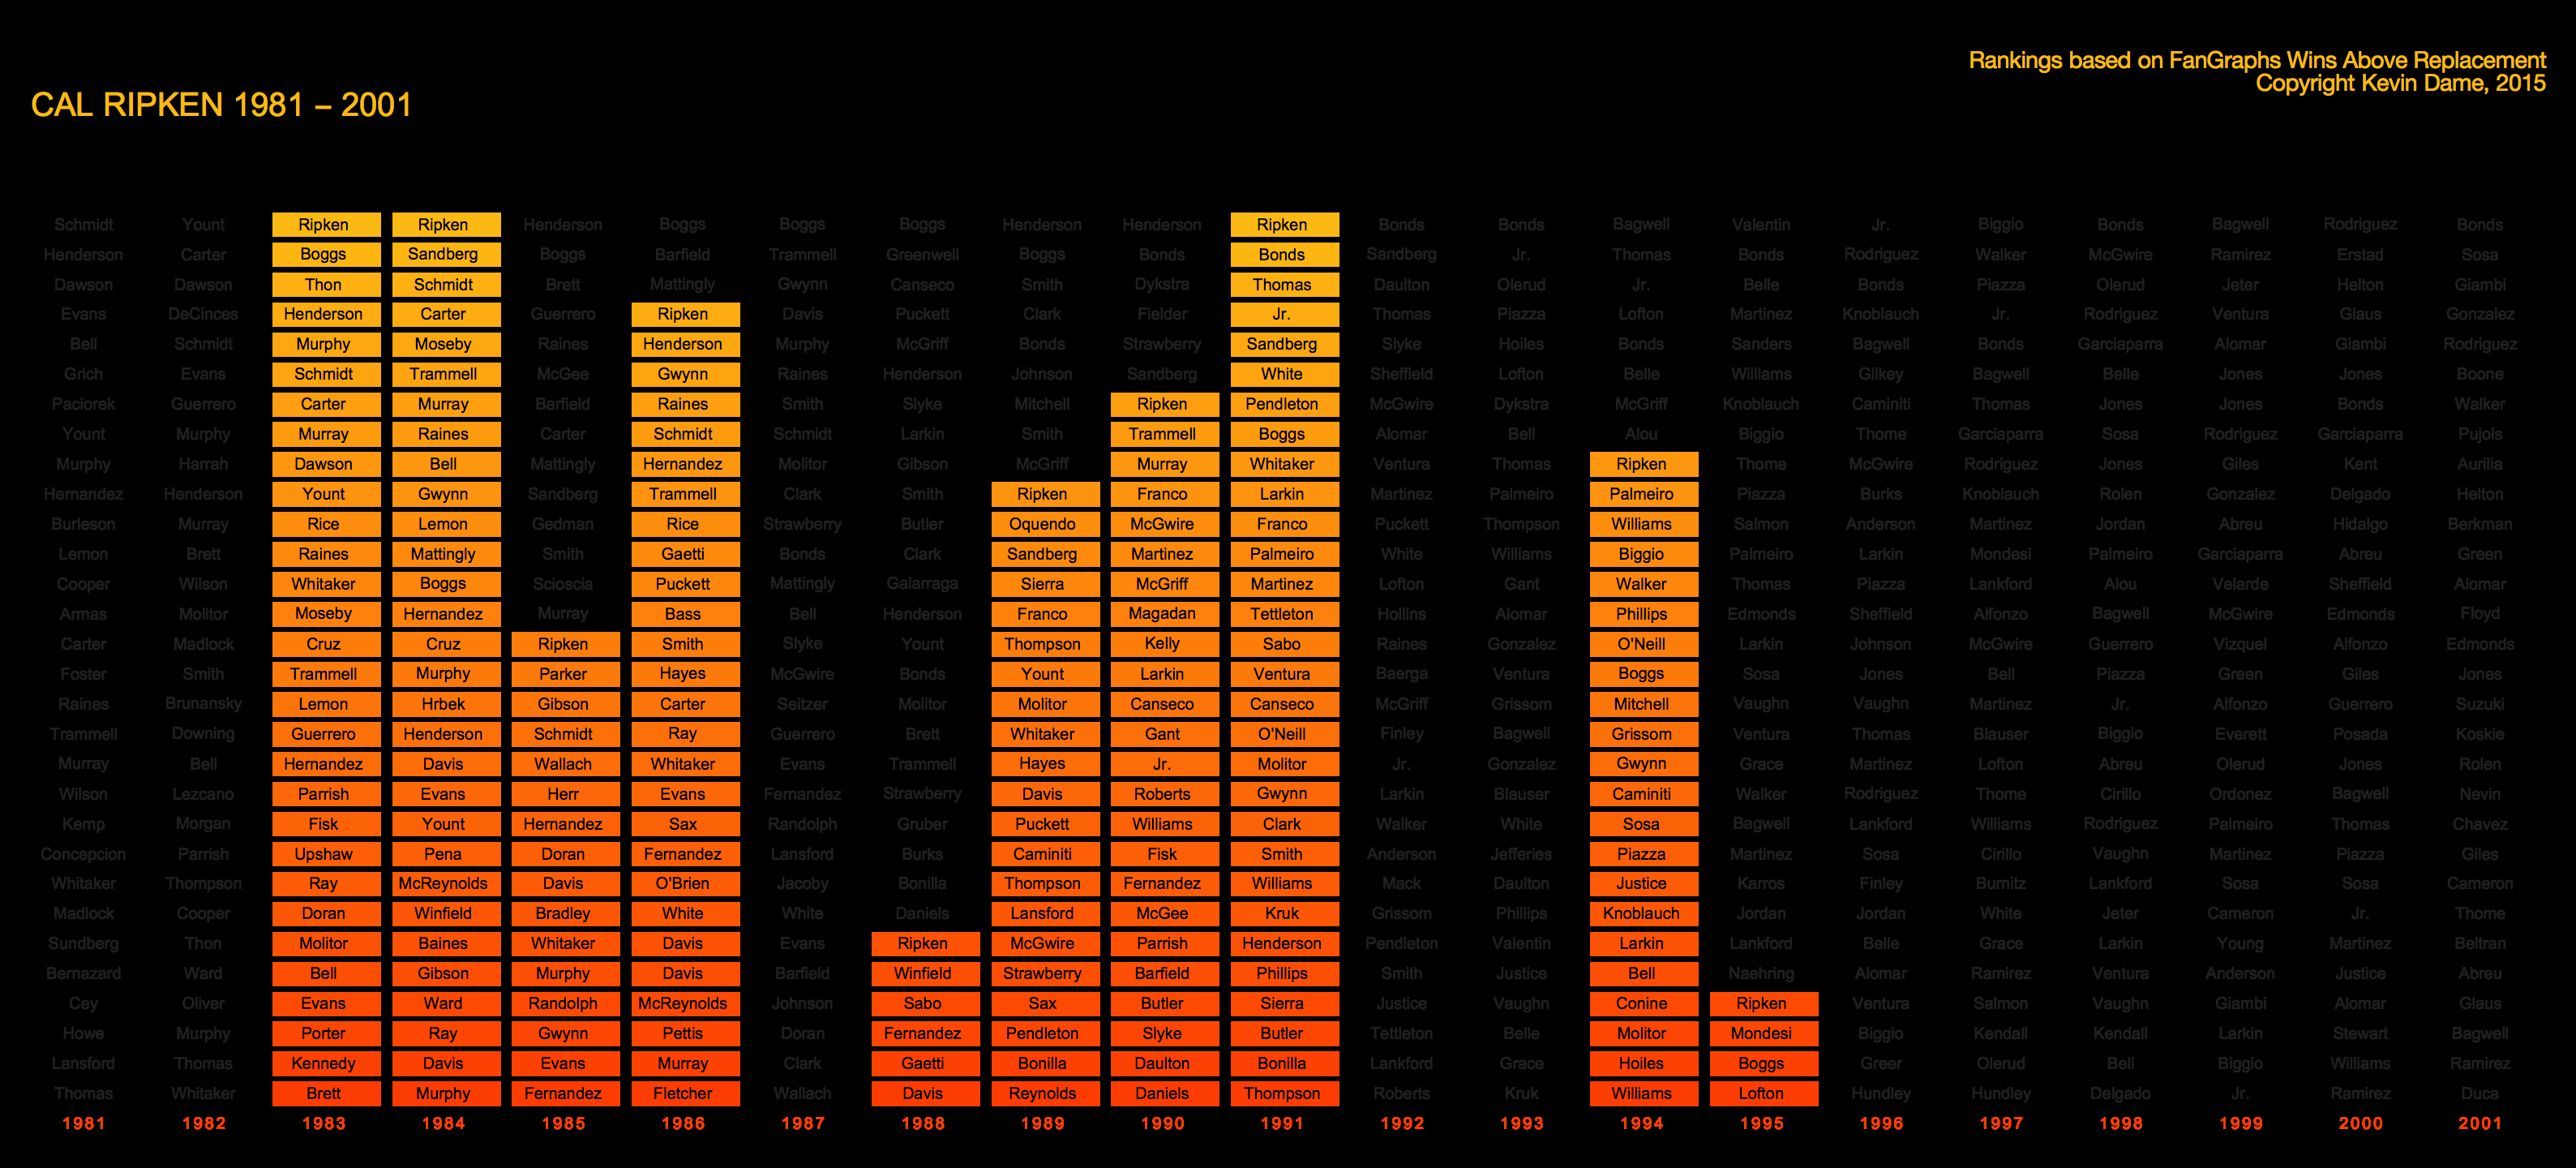 Rankings based on FanGraphs Wins Above Replacement
Copyright Kevin Dame, 2015
CAL RIPKEN 1981 – 2001
Schmidt Yount Ripken Ripken Henderson Boggs Boggs Boggs Henderson Henderson Ripken Bonds Bonds Bagwell Valentin Jr. Biggio Bonds Bagwell Rodriguez Bonds
Henderson Carter Boggs Sandberg Boggs Barfield Trammell Greenwell Boggs Bonds Bonds Sandberg Jr. Thomas Bonds Rodriguez Walker McGwire Ramirez Erstad Sosa
Dawson Dawson Thon Schmidt Brett Mattingly Gwynn Canseco Smith Dykstra Thomas Daulton Olerud Jr. Belle Bonds Piazza Olerud Jeter Helton Giambi
Evans DeCinces Henderson Carter Guerrero Ripken Davis Puckett Clark Fielder Jr. Thomas Piazza Lofton Martinez Knoblauch Jr. Rodriguez Ventura Glaus Gonzalez
Bell Schmidt Murphy Moseby Raines Henderson Murphy McGriff Bonds Strawberry Sandberg Slyke Hoiles Bonds Sanders Bagwell Bonds Garciaparra Alomar Giambi Rodriguez
Grich Evans Schmidt Trammell McGee Gwynn Raines Henderson Johnson Sandberg White Sheffield Lofton Belle Williams Gilkey Bagwell Belle Jones Jones Boone
Paciorek Guerrero Carter Murray Barfield Raines Smith Slyke Mitchell Ripken Pendleton McGwire Dykstra McGriff Knoblauch Caminiti Thomas Jones Jones Bonds Walker
Yount Murphy Murray Raines Carter Schmidt Schmidt Larkin Smith Trammell Boggs Alomar Bell Alou Biggio Thome Garciaparra Sosa Rodriguez Garciaparra Pujols
Murphy Harrah Dawson Bell Mattingly Hernandez Molitor Gibson McGriff Murray Whitaker Ventura Thomas Ripken Thome McGwire Rodriguez Jones Giles Kent Aurilia
Hernandez Henderson Yount Gwynn Sandberg Trammell Clark Smith Ripken Franco Larkin Martinez Palmeiro Palmeiro Piazza Burks Knoblauch Rolen Gonzalez Delgado Helton
Burleson Murray Rice Lemon Gedman Rice Strawberry Butler Oquendo McGwire Franco Puckett Thompson Williams Salmon Anderson Martinez Jordan Abreu Hidalgo Berkman
Lemon Brett Raines Mattingly Smith Gaetti Bonds Clark Sandberg Martinez Palmeiro White Williams Biggio Palmeiro Larkin Mondesi Palmeiro Garciaparra Abreu Green
Cooper Wilson Whitaker Boggs Scioscia Puckett Mattingly Galarraga Sierra McGriff Martinez Lofton Gant Walker Thomas Piazza Lankford Alou Velarde Sheffield Alomar
Armas Molitor Moseby Hernandez Murray Bass Bell Henderson Franco Magadan Tettleton Hollins Alomar Phillips Edmonds Sheffield Alfonzo Bagwell McGwire Edmonds Floyd
Carter Madlock Cruz Cruz Ripken Smith Slyke Yount Thompson Kelly Sabo Raines Gonzalez O'Neill Larkin Johnson McGwire Guerrero Vizquel Alfonzo Edmonds
Foster Smith Trammell Murphy Parker Hayes McGwire Bonds Yount Larkin Ventura Baerga Ventura Boggs Sosa Jones Bell Piazza Green Giles Jones
Raines Brunansky Lemon Hrbek Gibson Carter Seitzer Molitor Molitor Canseco Canseco McGriff Grissom Mitchell Vaughn Vaughn Martinez Jr. Alfonzo Guerrero Suzuki
Trammell Downing Guerrero Henderson Schmidt Ray Guerrero Brett Whitaker Gant O'Neill Finley Bagwell Grissom Ventura Thomas Blauser Biggio Everett Posada Koskie
Murray Bell Hernandez Davis Wallach Whitaker Evans Trammell Hayes Jr. Molitor Jr. Gonzalez Gwynn Grace Martinez Lofton Abreu Olerud Jones Rolen
Wilson Lezcano Parrish Evans Herr Evans Fernandez Strawberry Davis Roberts Gwynn Larkin Blauser Caminiti Walker Rodriguez Thome Cirillo Ordonez Bagwell Nevin
Kemp Morgan Fisk Yount Hernandez Sax Randolph Gruber Puckett Williams Clark Walker White Sosa Bagwell Lankford Williams Rodriguez Palmeiro Thomas Chavez
Concepcion Parrish Upshaw Pena Doran Fernandez Lansford Burks Caminiti Fisk Smith Anderson Jefferies Piazza Martinez Sosa Cirillo Vaughn Martinez Piazza Giles
Whitaker Thompson Ray McReynolds Davis O'Brien Jacoby Bonilla Thompson Fernandez Williams Mack Daulton Justice Karros Finley Burnitz Lankford Sosa Sosa Cameron
Madlock Cooper Doran Winfield Bradley White White Daniels Lansford McGee Kruk Grissom Phillips Knoblauch Jordan Jordan White Jeter Cameron Jr. Thome
Sundberg Thon Molitor Baines Whitaker Davis Evans Ripken McGwire Parrish Henderson Pendleton Valentin Larkin Lankford Belle Grace Larkin Young Martinez Beltran
Bernazard Ward Bell Gibson Murphy Davis Barfield Winfield Strawberry Barfield Phillips Smith Justice Bell Naehring Alomar Ramirez Ventura Anderson Justice Abreu
Cey Oliver Evans Ward Randolph McReynolds Johnson Sabo Sax Butler Sierra Justice Vaughn Conine Ripken Ventura Salmon Vaughn Giambi Alomar Glaus
Howe Murphy Porter Ray Gwynn Pettis Doran Fernandez Pendleton Slyke Butler Tettleton Belle Molitor Mondesi Biggio Kendall Kendall Larkin Stewart Bagwell
Lansford Thomas Kennedy Davis Evans Murray Clark Gaetti Bonilla Daulton Bonilla Lankford Grace Hoiles Boggs Greer Olerud Bell Biggio Williams Ramirez
Thomas Whitaker Brett Murphy Fernandez Fletcher Wallach Davis Reynolds Daniels Thompson Roberts Kruk Williams Lofton Hundley Hundley Delgado Jr. Ramirez Duca
1981 1982 1983 1984 1985 1986 1987 1988 1989 1990 1991 1992 1993 1994 1995 1996 1997 1998 1999 2000 2001